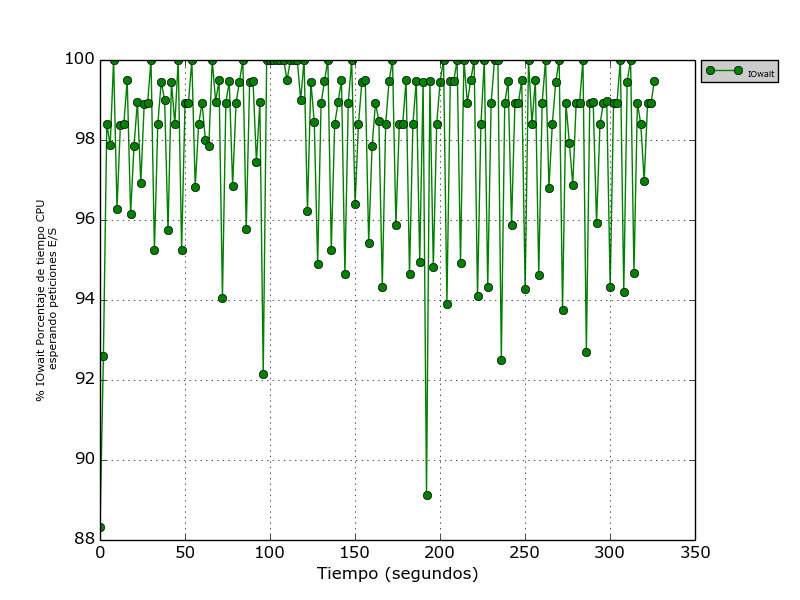 100
98
96
94
92
90
88
% IOwait Porcentaje de tiempo CPU
esperando peticiones E/S
0 50 100 150 200 250 300 350
Tiempo (segundos)
IOwait